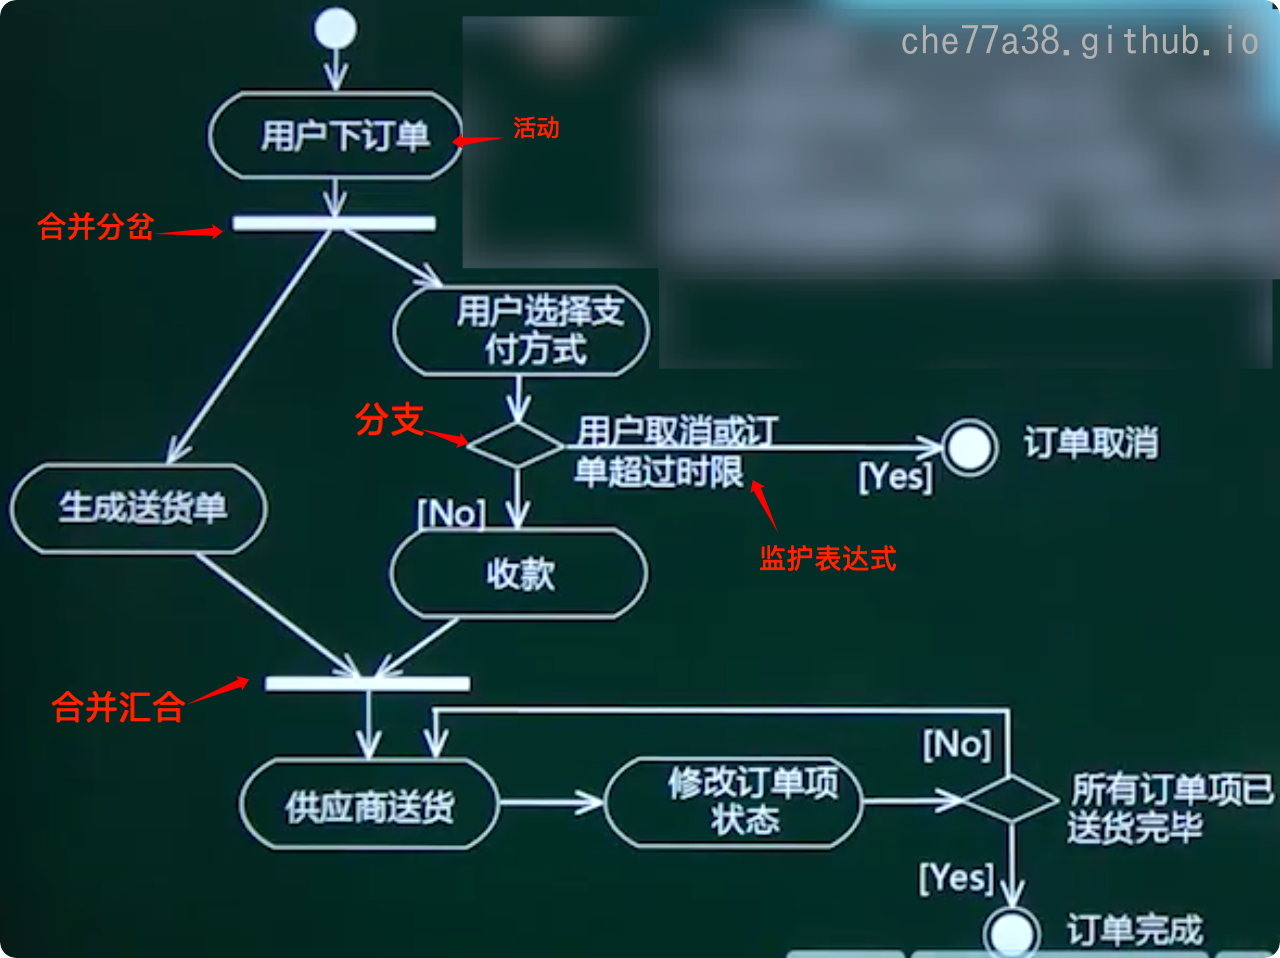 che77a38.github.io
用户下订单
活动
合并分岔
用户选择支
付方式
分支
用户取消或订
单超过时限
[Yes]
订单取消
生成送货单
[No]
收款
监护表达式
合并汇合
[No]
供应商送货
修改订单项
状态
所有订单项已
送货完毕
[Yes]
订单完成